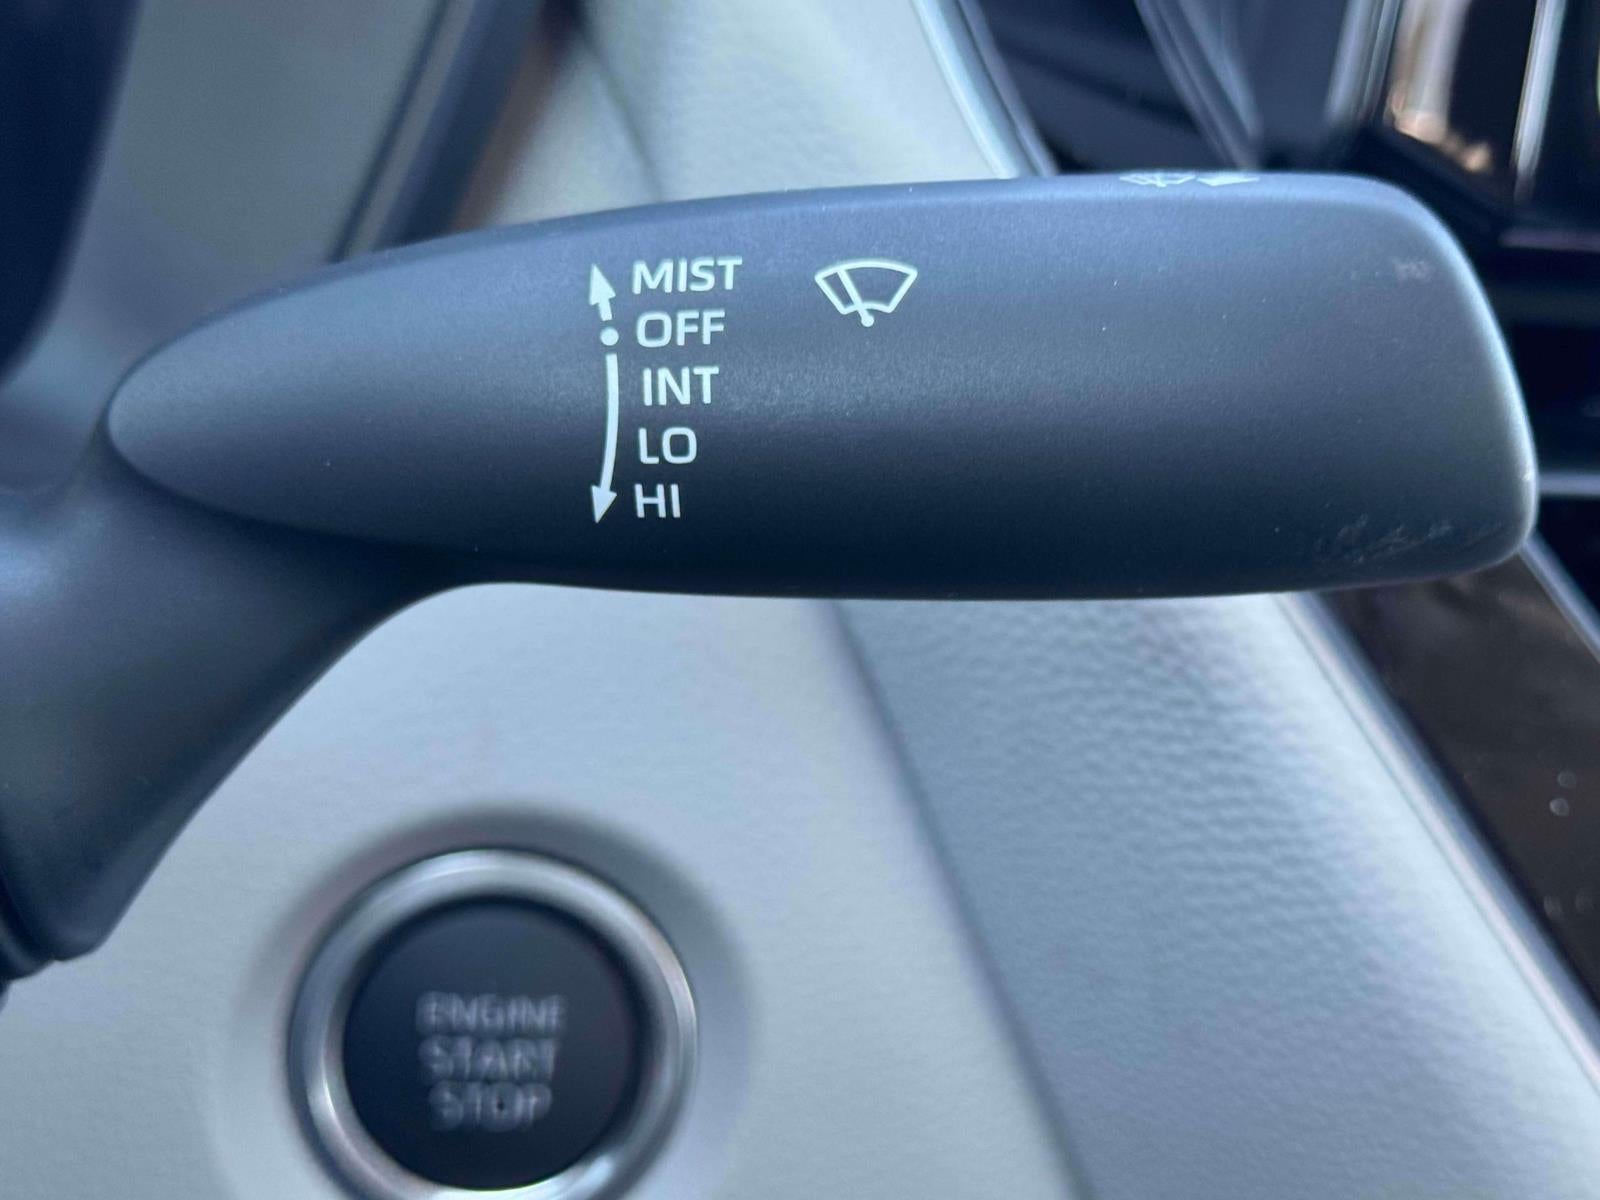 MIST
OFF
INT
LO
HI
ENGINE
START
STOP